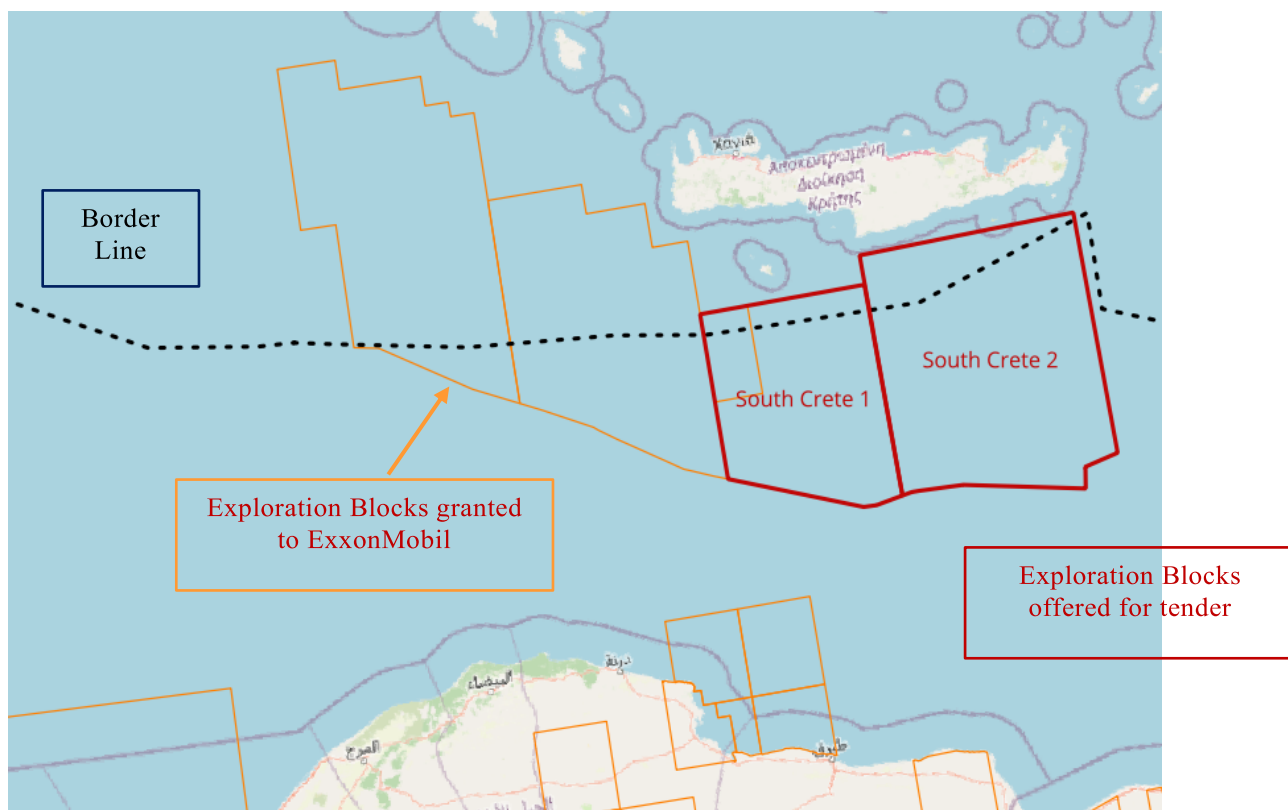 Χανιά
Αποκεντρωμένη
Διοίκηση
Κρήτης
Border
Line
South Crete 2
South Crete 1
Exploration Blocks granted
to ExxonMobil
Exploration Blocks
offered for tender
درنة
البيضاء
المرج
طبرق